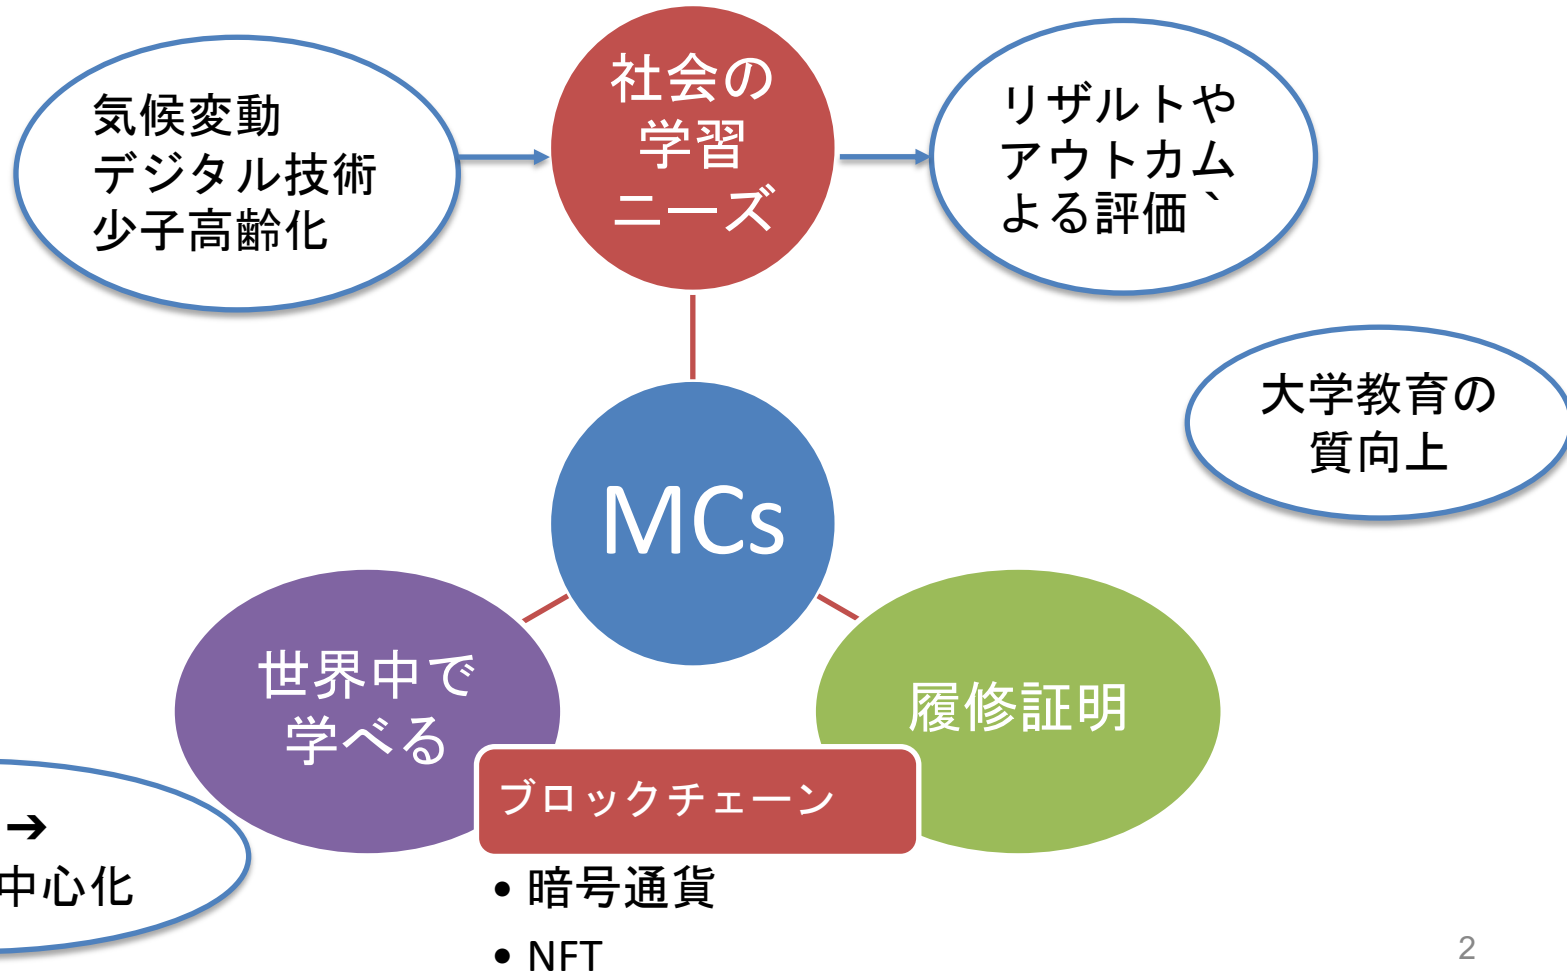 社会の
学習
ニーズ
気候変動
デジタル技術
少子高齢化
リザルトや
アウトカム
よる評価｀
大学教育の
質向上
MCs
世界中で
学べる
履修証明
ブロックチェーン
→
中心化
• 暗号通貨
• NFT
2